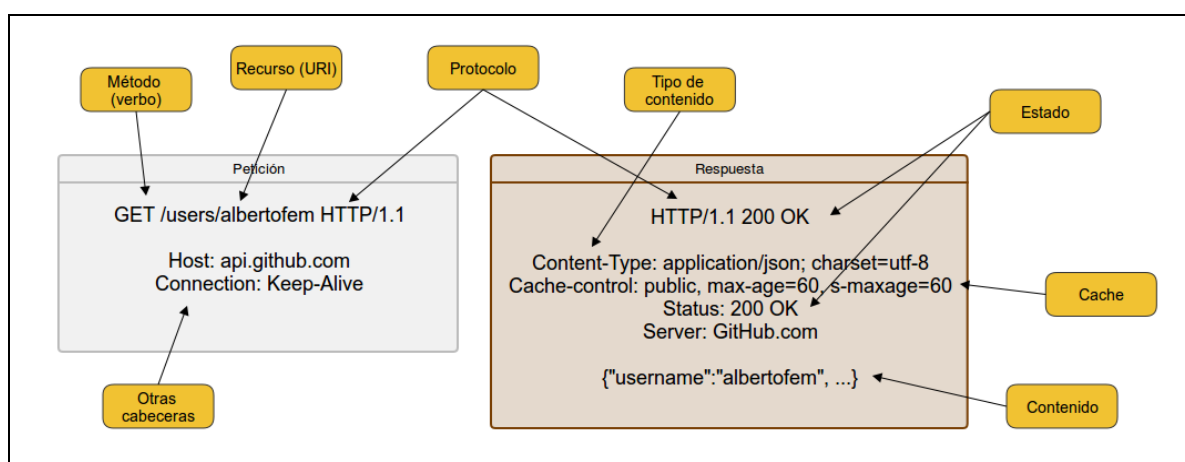 Método
(verbo)
Recurso (URI)
Protocolo
Tipo de
contenido
Estado
Petición
GET /users/albertofem HTTP/1.1
Host: api.github.com
Connection: Keep-Alive
Otras
cabeceras
Respuesta
HTTP/1.1 200 OK
Content-Type: application/json; charset=utf-8
Cache-control: public, max-age=60, s-maxage=60
Status: 200 OK
Server: GitHub.com
{"username":"albertofem", ...}
Cache
Contenido